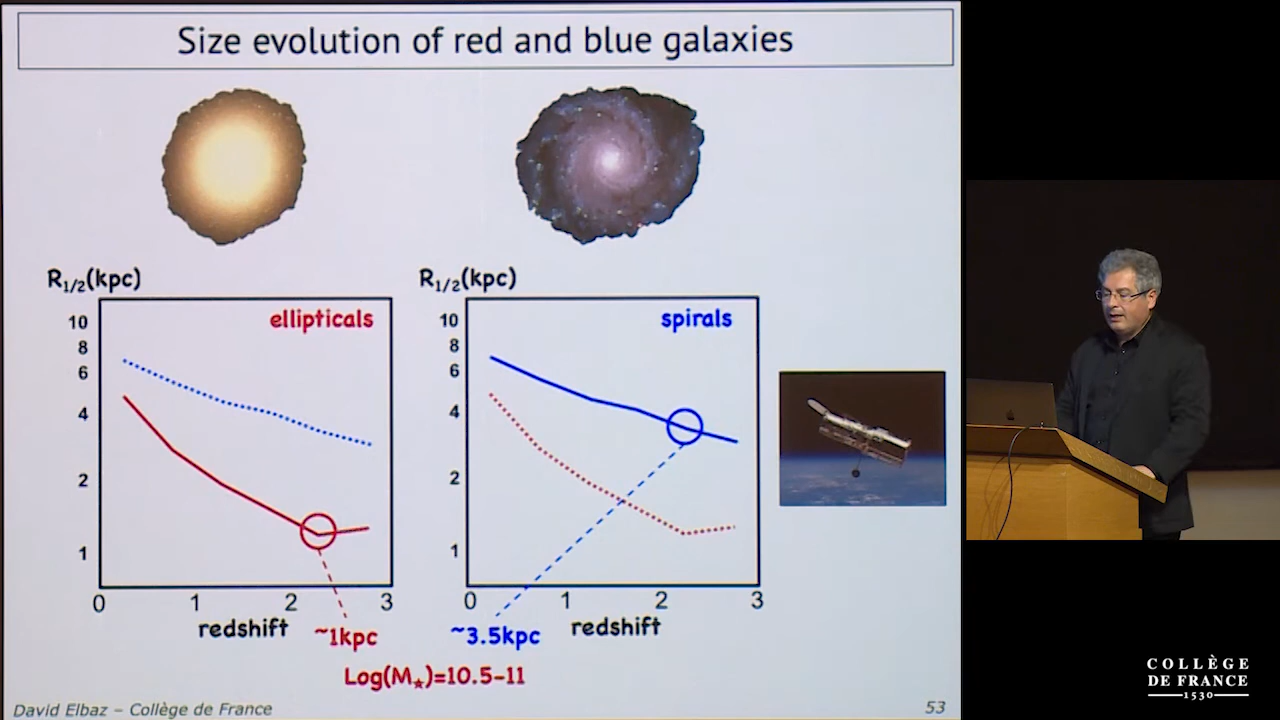 Size evolution of red and blue galaxies
R1/2(kpc)
ellipticals
10
8
6
4
2
1
0 1 2 3
redshift
~1kpc
R1/2(kpc)
spirals
10
8
6
4
2
1
0 1 2 3
~3.5kpc
redshift
Log(M★)=10.5-11
David Elbaz – Collège de France
53
COLLÈGE
DE FRANCE
1530